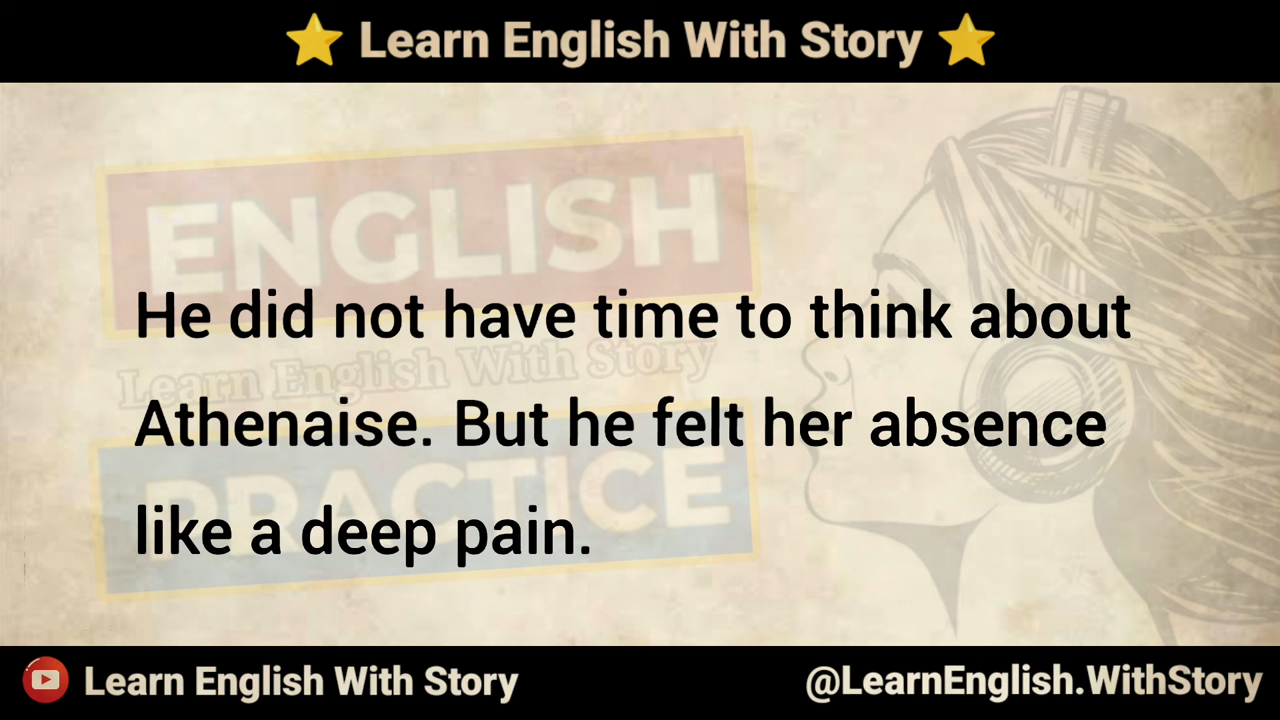 ⭐ Learn English With Story ⭐
ENGLISH
He did not have time to think about
Learn English With Story
Athenaise. But he felt her absence
PRACTICE
like a deep pain.
Learn English With Story
@LearnEnglish.WithStory